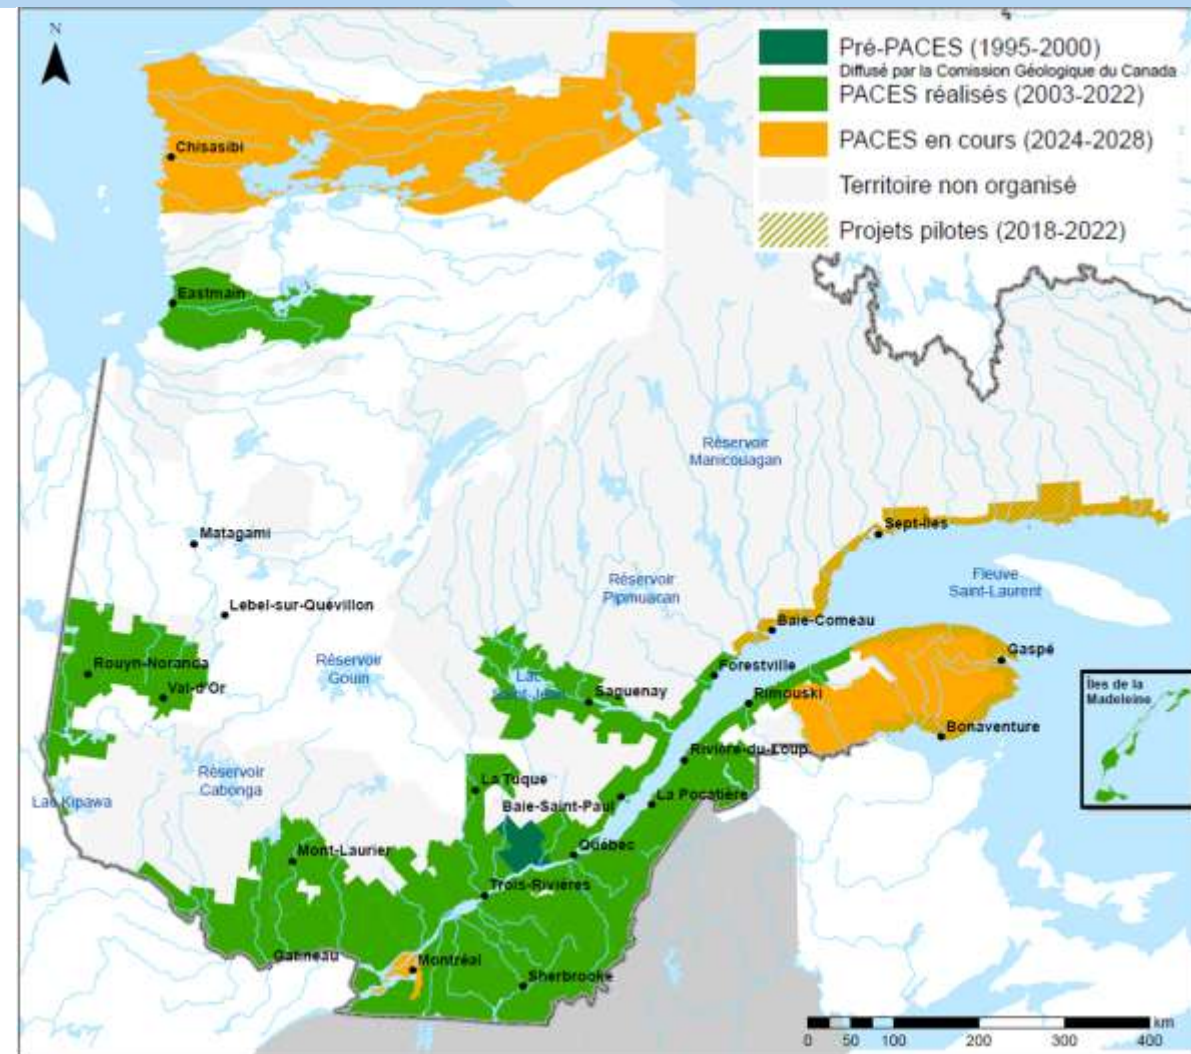 N
Pré-PACES (1995-2000)
Diffusé par la Comission Géologique du Canada
PACES réalisés (2003-2022)
PACES en cours (2024-2028)
Territoire non organisé
Projets pilotes (2018-2022)
Chisasibi
Eastmain
Réservoir
Manicouagan
Matagami
Sept-Iles
Réservoir
Pipmuacan
Fleuve
Saint-Laurent
Lebel-sur-Quévillon
Baie-Comeau
Rouyn-Noranda
Réservoir
Gouin
Forestville
Gaspé
Val-d'Or
Lac
Saint-Jean
Saguenay
Rimouski
Îles de la
Madeleine
Bonaventure
Rivière-du-Loup
Réservoir
Cabonga
La Tuque
Lac Kipawa
Baie-Saint-Paul
La Pocatière
Mont-Laurier
Québec
Trois-Rivières
Gatineau
Montréal
Sherbrooke
km
0 50 100 200 300 400